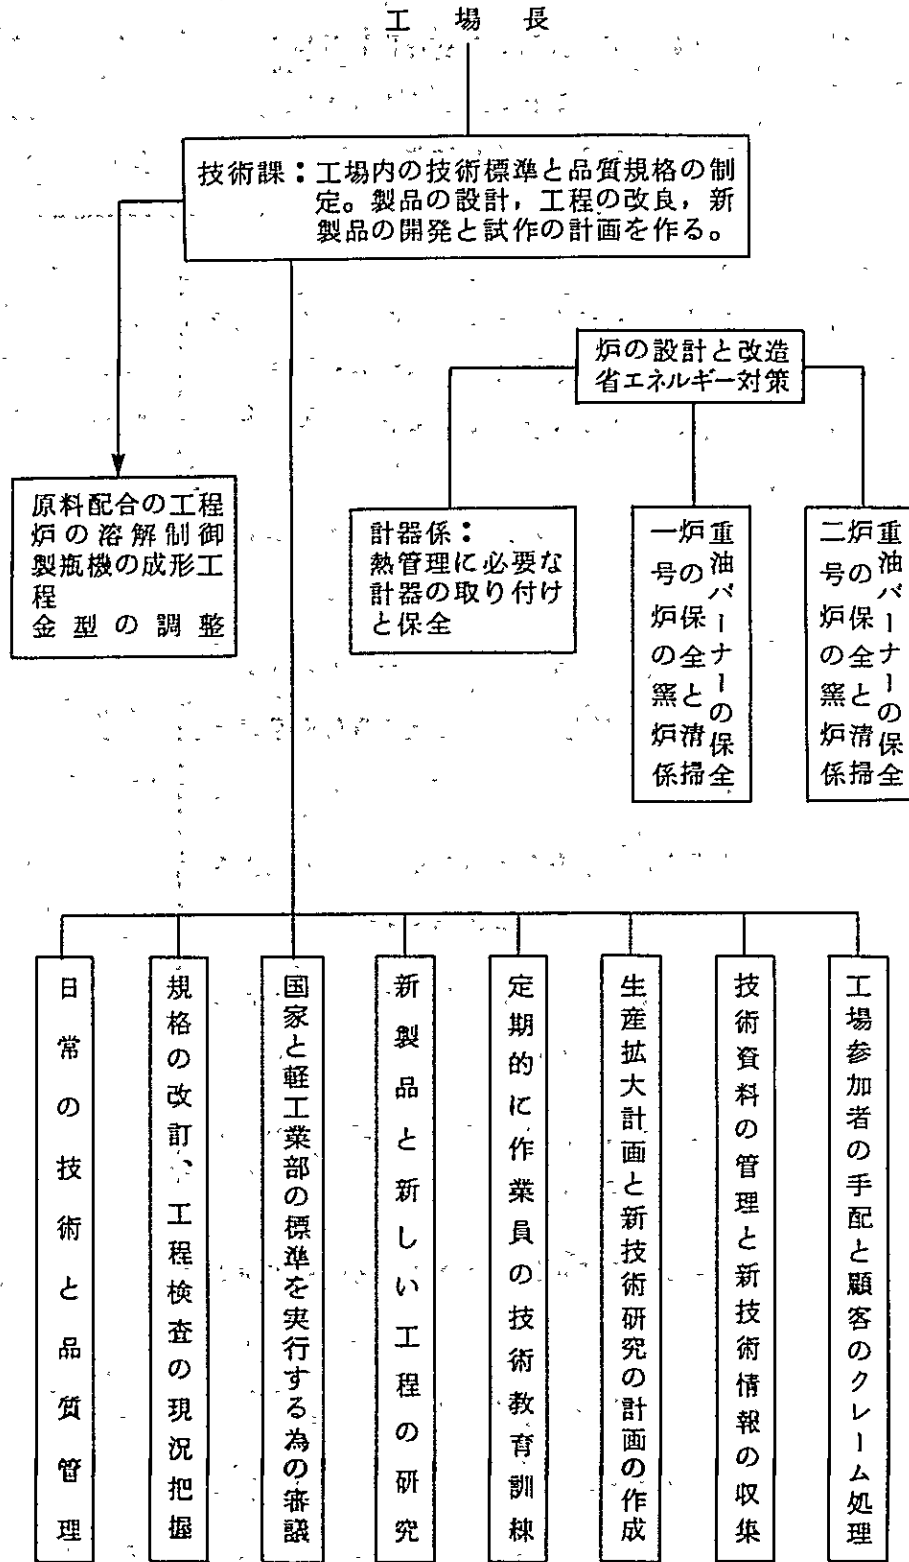 工場長
技術課：工場内の技術標準と品質規格の制
定。製品の設計，工程の改良，新
製品の開発と試作の計画を作る。
炉の設計と改造
省エネルギー対策
原料配合の工程
炉の溶解制御
製瓶機の成形工
程
金型の調整
計器係：
熱管理に必要な
計器の取り付け
と保全
重油バーナーの保全
炉の保全と清掃
一号炉の窯炉係
重油バーナーの保全
炉の保全と清掃
二号炉の窯炉係
日常の技術と品質管理
規格の改訂、工程検査の現況把握
国家と軽工業部の標準を実行する為の審議
新製品と新しい工程の研究
定期的に作業員の技術教育訓練
生産拡大計画と新技術研究の計画の作成
技術資料の管理と新技術情報の収集
工場参加者の手配と顧客のクレーム処理